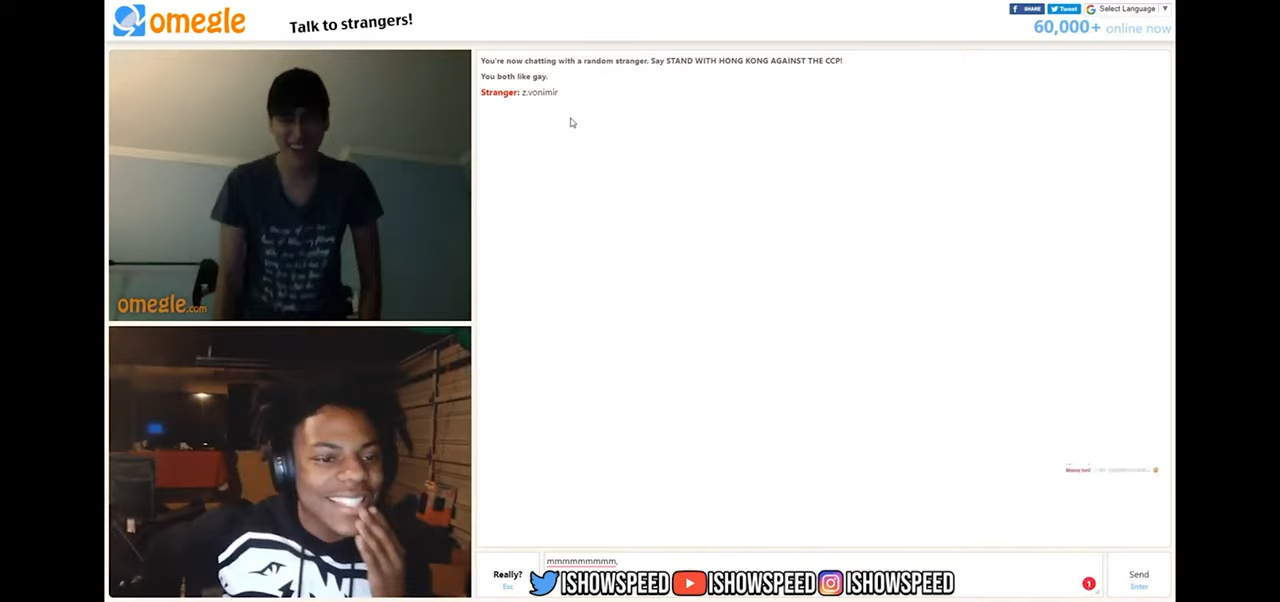 omegle
Talk to strangers!
SHARE
Tweet
Select Language
60,000+ online now
You're now chatting with a random stranger. Say STAND WITH HONG KONG AGAINST THE CCP!
You both like gay.
Stranger: z.vonimir
omegle.com
mmmmmmmmm,
Really?
Esc
ISHOWSPEED
ISHOWSPEED
ISHOWSPEED
1
Send
Enter